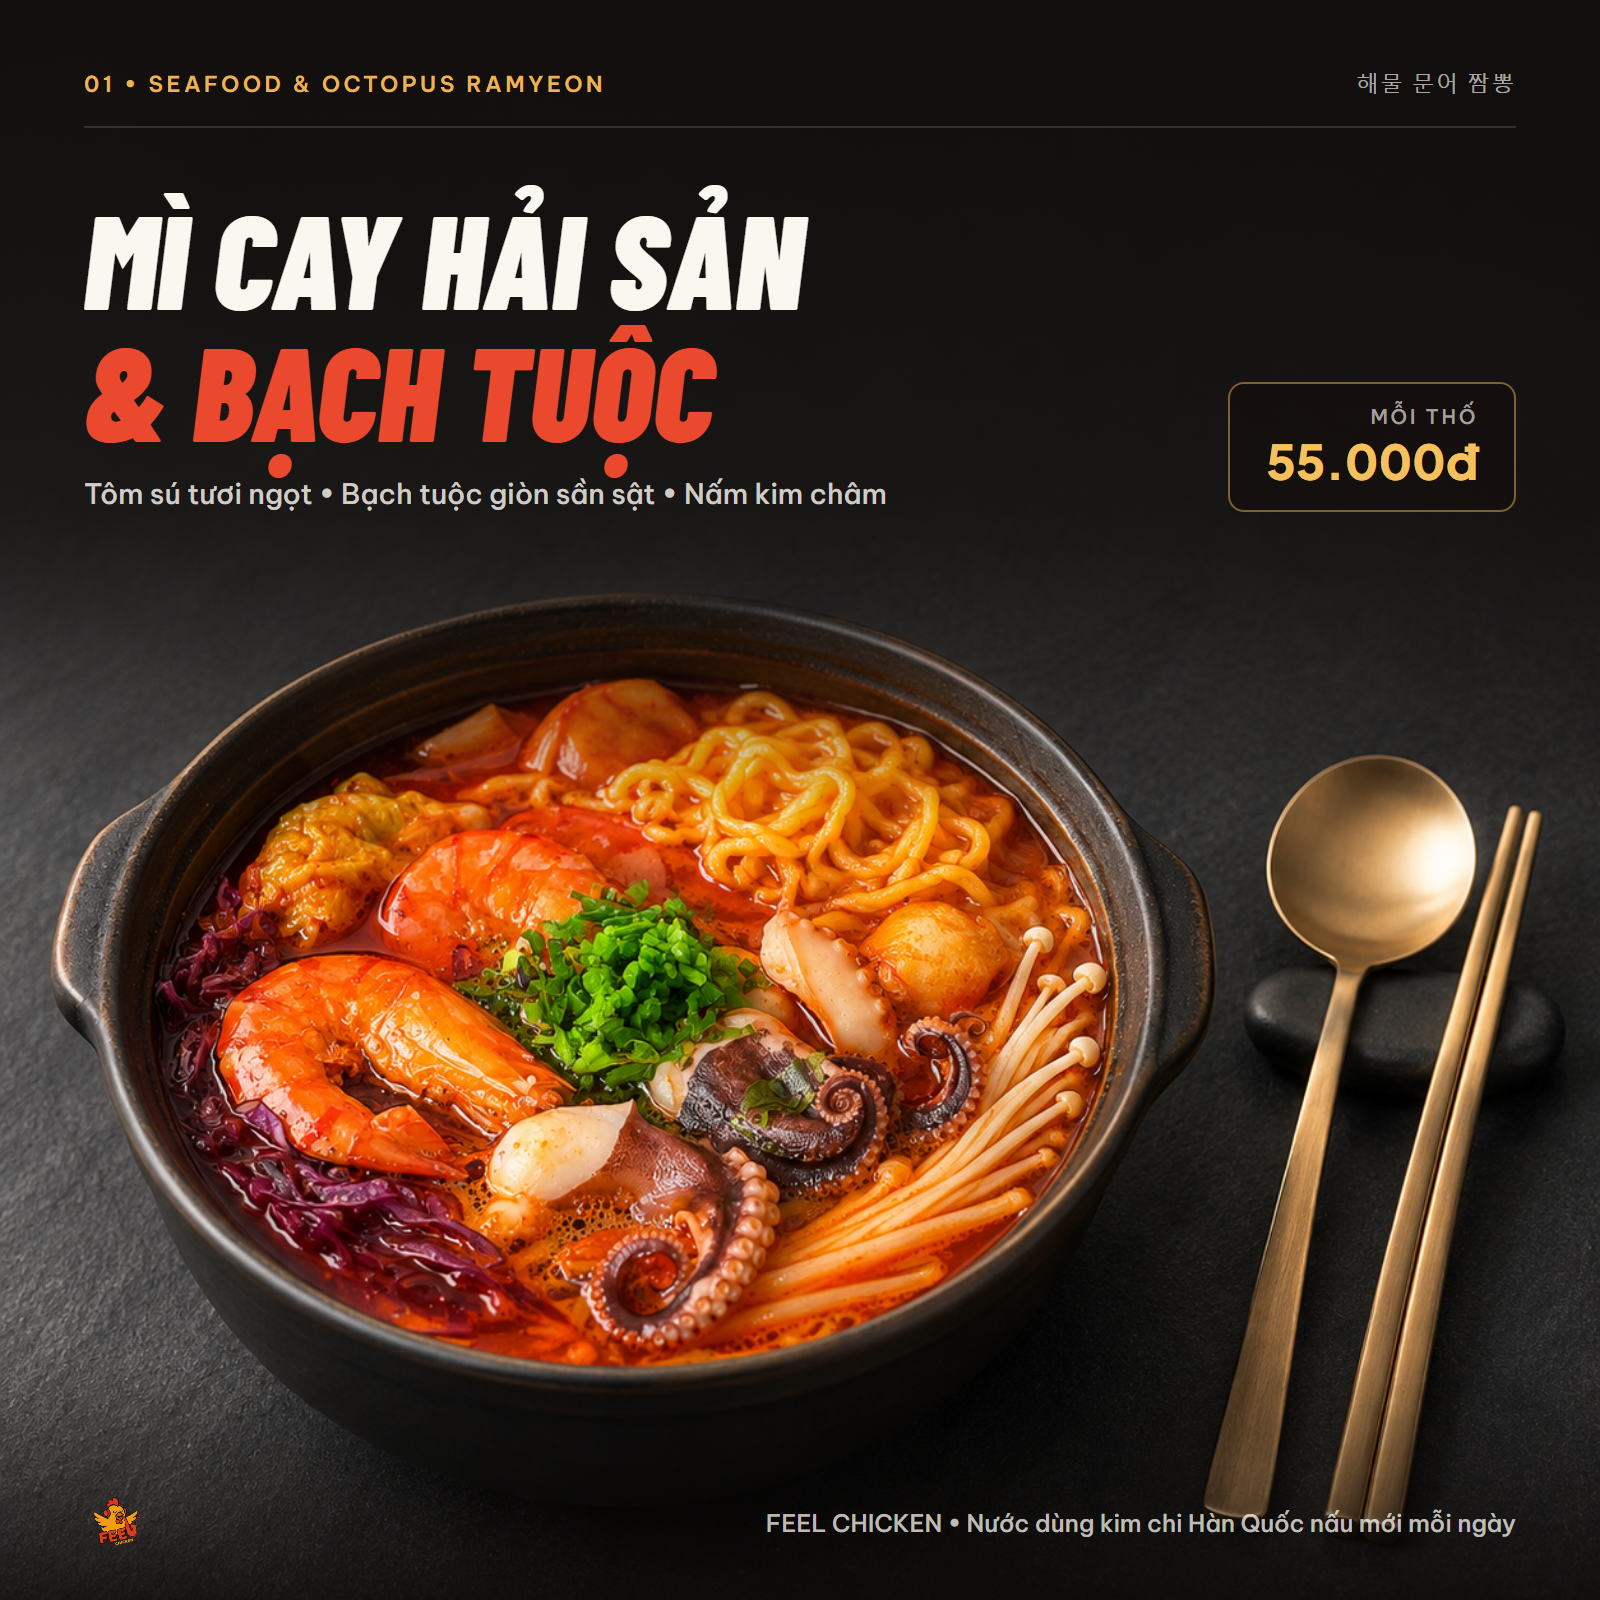 01 • SEAFOOD & OCTOPUS RAMYEON
해물 문어 짬뽕
MÌ CAY HẢI SẢN
& BẠCH TUỘC
Tôm sú tươi ngọt • Bạch tuộc giòn sần sật • Nấm kim châm
MỖI THỐ
55.000đ
FEEL
CHICKEN
FEEL CHICKEN • Nước dùng kim chi Hàn Quốc nấu mới mỗi ngày